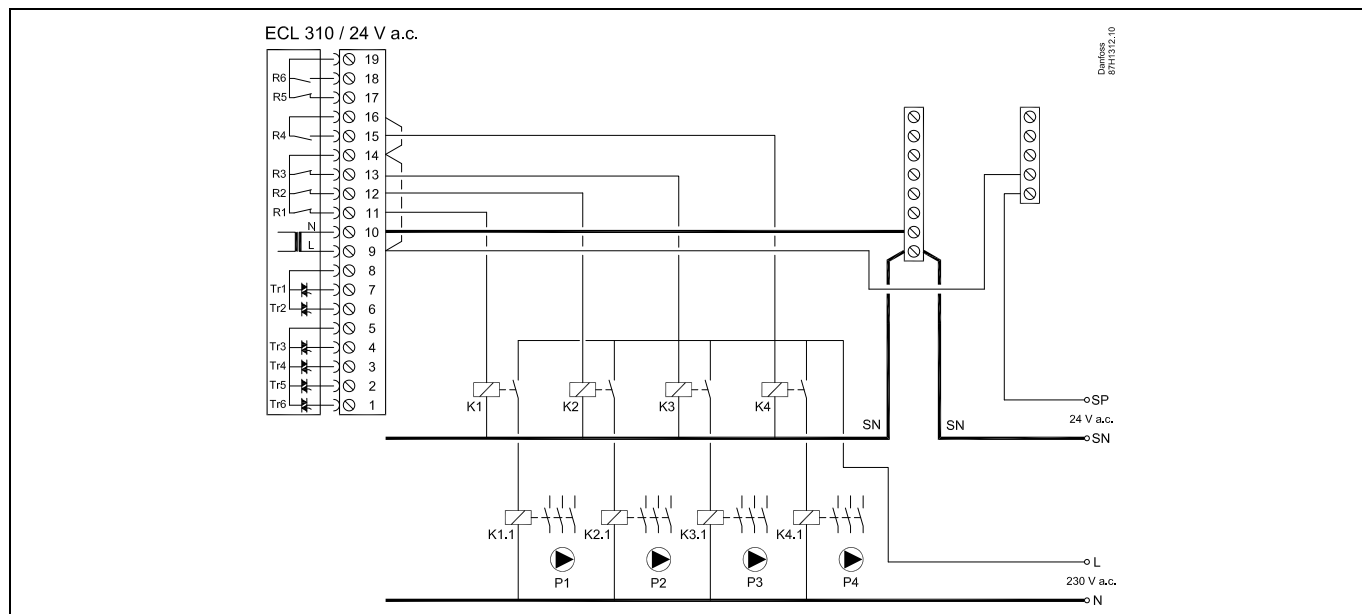 ECL 310 / 24 V a.c.
Danfoss
87H1312.10
19
R6 18
R5 17
16
R4 15
14
R3 13
R2 12
R1 11
N 10
L 9
8
Tr1 7
Tr2 6
5
Tr3 4
Tr4 3
Tr5 2
Tr6 1
K1 K2 K3 K4
SP
24 V a.c.
SN SN SN
K1.1 K2.1 K3.1 K4.1
P1 P2 P3 P4
L
230 V a.c.
N